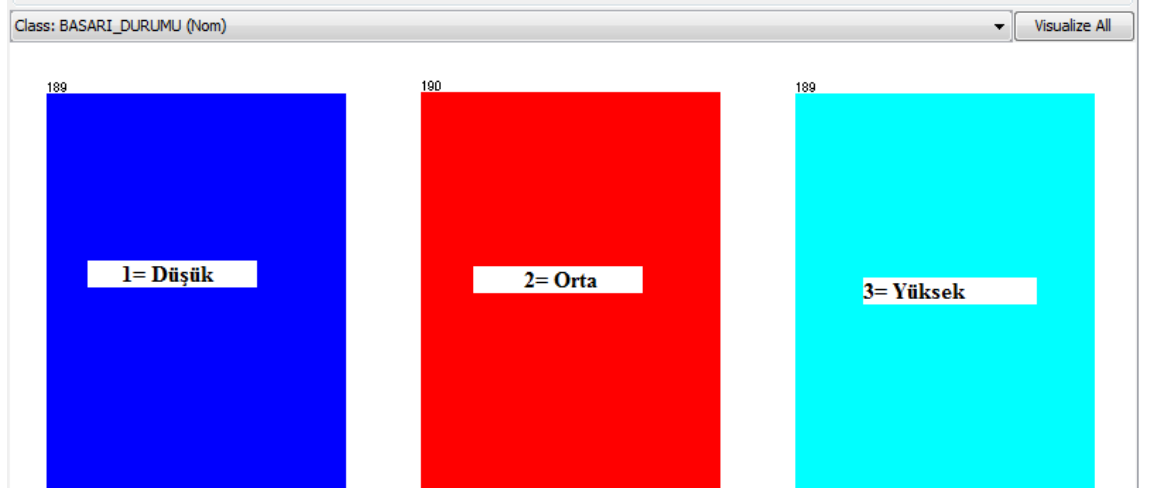 Class: BASARI_DURUMU (Nom)
Visualize All
189
190
189
1= Düşük
2= Orta
3= Yüksek